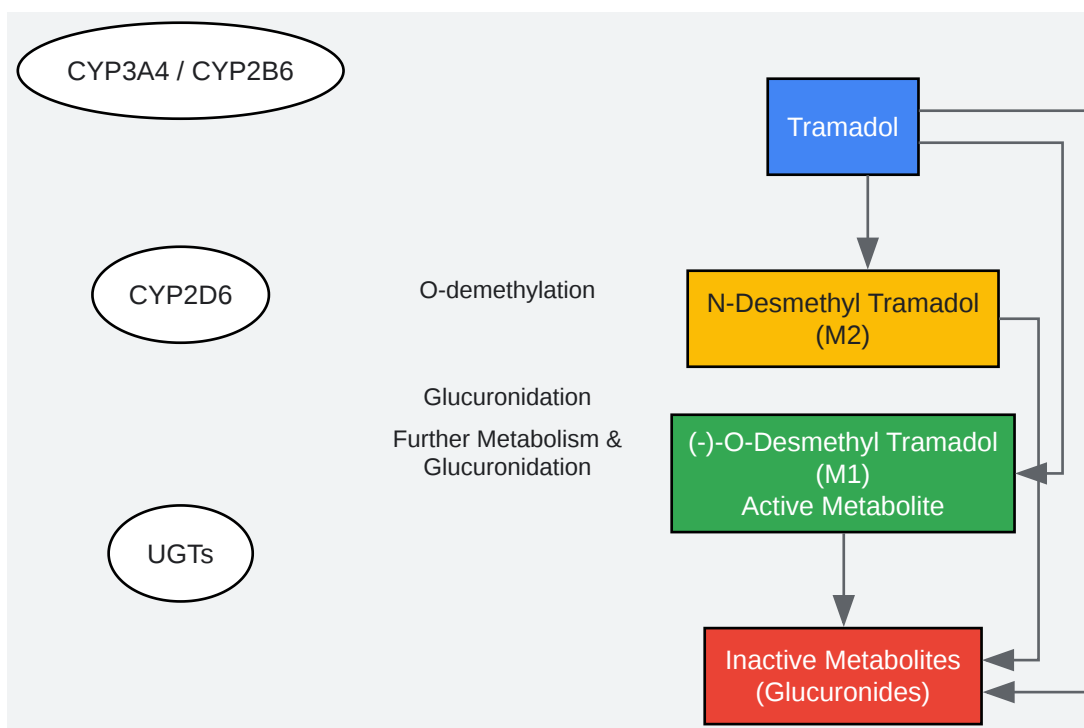 CYP3A4 / CYP2B6
Tramadol
CYP2D6
O-demethylation
N-Desmethyl Tramadol
(M2)
Glucuronidation
Further Metabolism &
Glucuronidation
(-)-O-Desmethyl Tramadol
(M1)
Active Metabolite
UGTs
Inactive Metabolites
(Glucuronides)